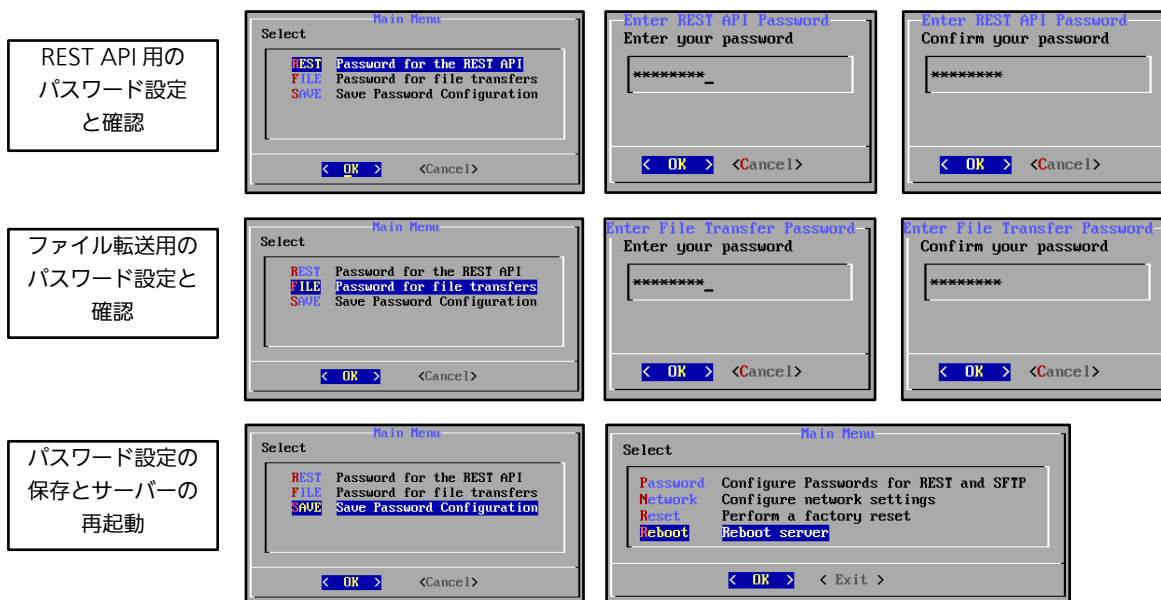 REST API 用の
パスワード設定
と確認
Main Menu
Select
REST Password for the REST API
FILE Password for file transfers
SAVE Save Password Configuration
< OK > <Cancel>
Enter REST API Password
Enter your password
********_
< OK > <Cancel>
Enter REST API Password
Confirm your password
********
< OK > <Cancel>
ファイル転送用の
パスワード設定と
確認
Main Menu
Select
REST Password for the REST API
FILE Password for file transfers
SAVE Save Password Configuration
< OK > <Cancel>
Enter File Transfer Password
Enter your password
********_
< OK > <Cancel>
Enter File Transfer Password
Confirm your password
********
< OK > <Cancel>
パスワード設定の
保存とサーバーの
再起動
Main Menu
Select
REST Password for the REST API
FILE Password for file transfers
SAVE Save Password Configuration
< OK > <Cancel>
Main Menu
Select
Password Configure Passwords for REST and SFTP
Network Configure network settings
Reset Perform a factory reset
Reboot Reboot server
< OK > < Exit >